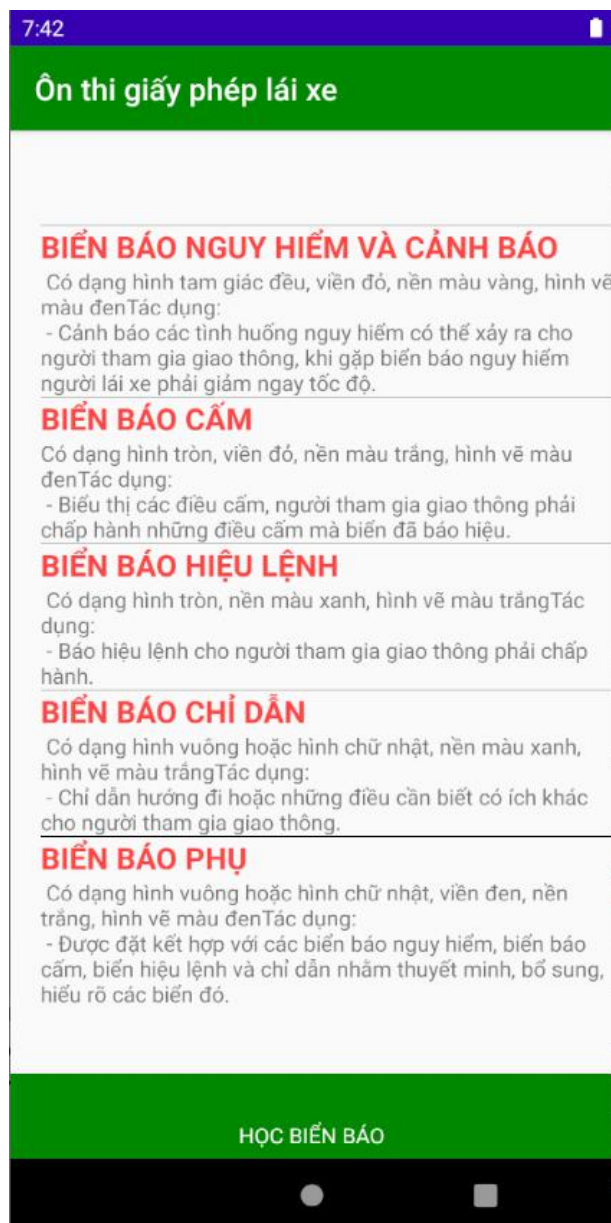 7:42
Ôn thi giấy phép lái xe
BIỂN BÁO NGUY HIỂM VÀ CẢNH BÁO
Có dạng hình tam giác đều, viền đỏ, nền màu vàng, hình vẽ
màu đenTác dụng:
- Cảnh báo các tình huống nguy hiểm có thể xảy ra cho
người tham gia giao thông, khi gặp biển báo nguy hiểm
người lái xe phải giảm ngay tốc độ.
BIỂN BÁO CẤM
Có dạng hình tròn, viền đỏ, nền màu trắng, hình vẽ màu
đenTác dụng:
- Biểu thị các điều cấm, người tham gia giao thông phải
chấp hành những điều cấm mà biển đã báo hiệu.
BIỂN BÁO HIỆU LỆNH
Có dạng hình tròn, nền màu xanh, hình vẽ màu trắngTác
dụng:
- Báo hiệu lệnh cho người tham gia giao thông phải chấp
hành.
BIỂN BÁO CHỈ DẪN
Có dạng hình vuông hoặc hình chữ nhật, nền màu xanh,
hình vẽ màu trắngTác dụng:
- Chỉ dẫn hướng đi hoặc những điều cần biết có ích khác
cho người tham gia giao thông.
BIỂN BÁO PHỤ
Có dạng hình vuông hoặc hình chữ nhật, viền đen, nền
trắng, hình vẽ màu đenTác dụng:
- Được đặt kết hợp với các biển báo nguy hiểm, biển báo
cấm, biển hiệu lệnh và chỉ dẫn nhằm thuyết minh, bổ sung,
hiểu rõ các biển đó.
HỌC BIỂN BÁO